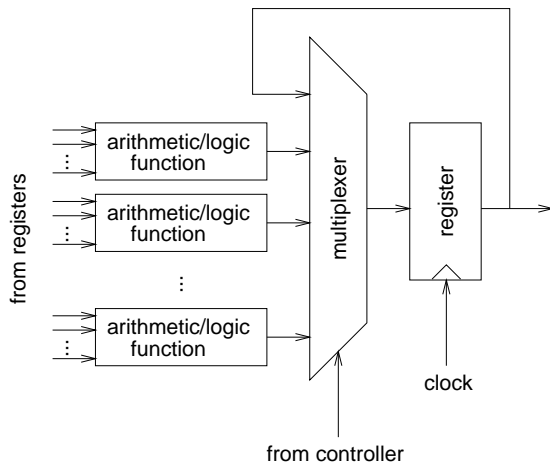 arithmetic/logic
function
arithmetic/logic
function
...
arithmetic/logic
function
from registers
multiplexer
register
clock
from controller